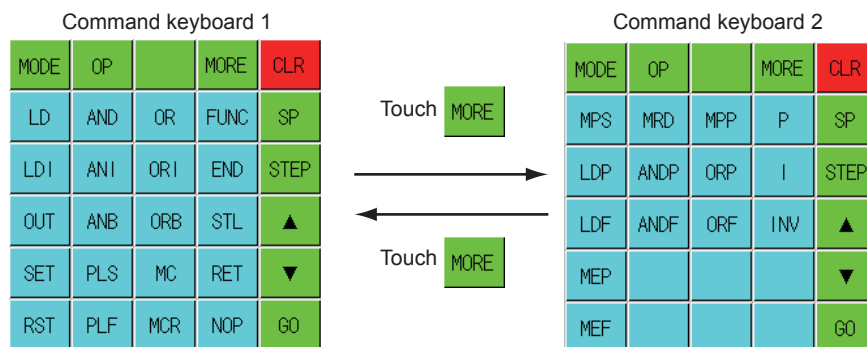 Command keyboard 1
MODE OP MORE CLR
LD AND OR FUNC SP
LDI ANI ORI END STEP
OUT ANB ORB STL ▲
SET PLS MC RET ▼
RST PLF MCR NOP GO
Touch MORE
Touch MORE
Command keyboard 2
MODE OP MORE CLR
MPS MRD MPP P SP
LDP ANDP ORP I STEP
LDF ANDF ORF INV ▲
MEP ▼
MEF GO